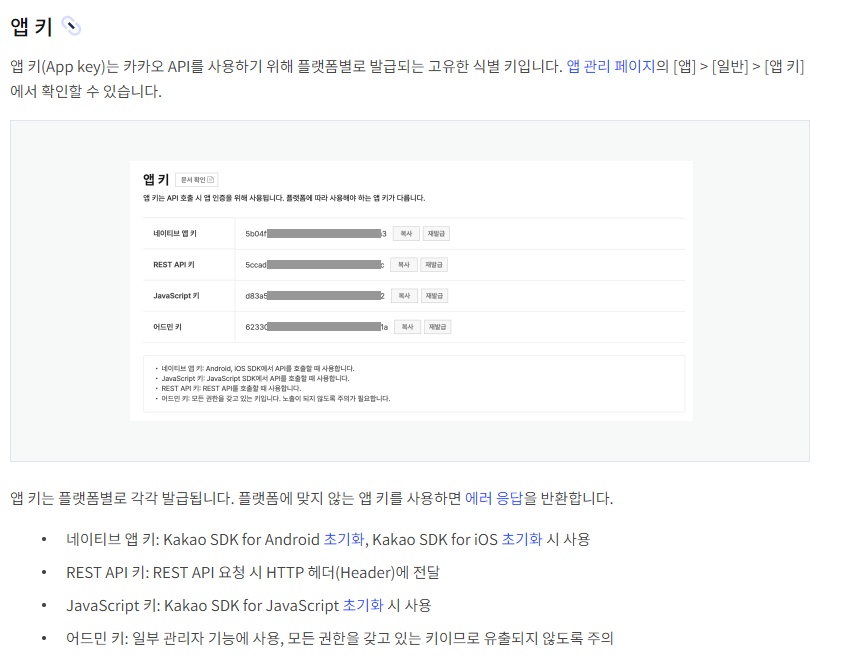 앱 키
앱 키(App key)는 카카오 API를 사용하기 위해 플랫폼별로 발급되는 고유한 식별 키입니다. 앱 관리 페이지의 [앱] > [일반] > [앱 키]
에서 확인할 수 있습니다.
앱 키 문서 확인
앱 키는 API 호출 시 앱 인증을 위해 사용됩니다. 플랫폼에 따라 사용해야 하는 앱 키가 다릅니다.
네이티브 앱 키 5b04f 3 복사 재발급
REST API 키 5ccad c 복사 재발급
JavaScript 키 d83a5 2 복사 재발급
어드민 키 62330 1a 복사 재발급
• 네이티브 앱 키: Android, iOS SDK에서 API를 호출할 때 사용합니다.
• JavaScript 키: JavaScript SDK에서 API를 호출할 때 사용합니다.
• REST API 키: REST API를 호출할 때 사용합니다.
• 어드민 키: 모든 권한을 갖고 있는 키입니다. 노출이 되지 않도록 주의가 필요합니다.
앱 키는 플랫폼별로 각각 발급됩니다. 플랫폼에 맞지 않는 앱 키를 사용하면 에러 응답을 반환합니다.
• 네이티브 앱 키: Kakao SDK for Android 초기화, Kakao SDK for iOS 초기화 시 사용
• REST API 키: REST API 요청 시 HTTP 헤더(Header)에 전달
• JavaScript 키: Kakao SDK for JavaScript 초기화 시 사용
• 어드민 키: 일부 관리자 기능에 사용, 모든 권한을 갖고 있는 키이므로 유출되지 않도록 주의